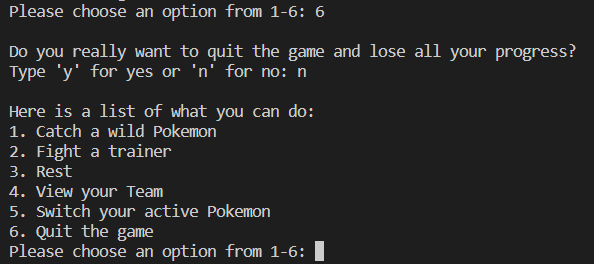 Please choose an option from 1-6: 6
Do you really want to quit the game and lose all your progress?
Type 'y' for yes or 'n' for no: n
Here is a list of what you can do:
1. Catch a wild Pokemon
2. Fight a trainer
3. Rest
4. View your Team
5. Switch your active Pokemon
6. Quit the game
Please choose an option from 1-6: